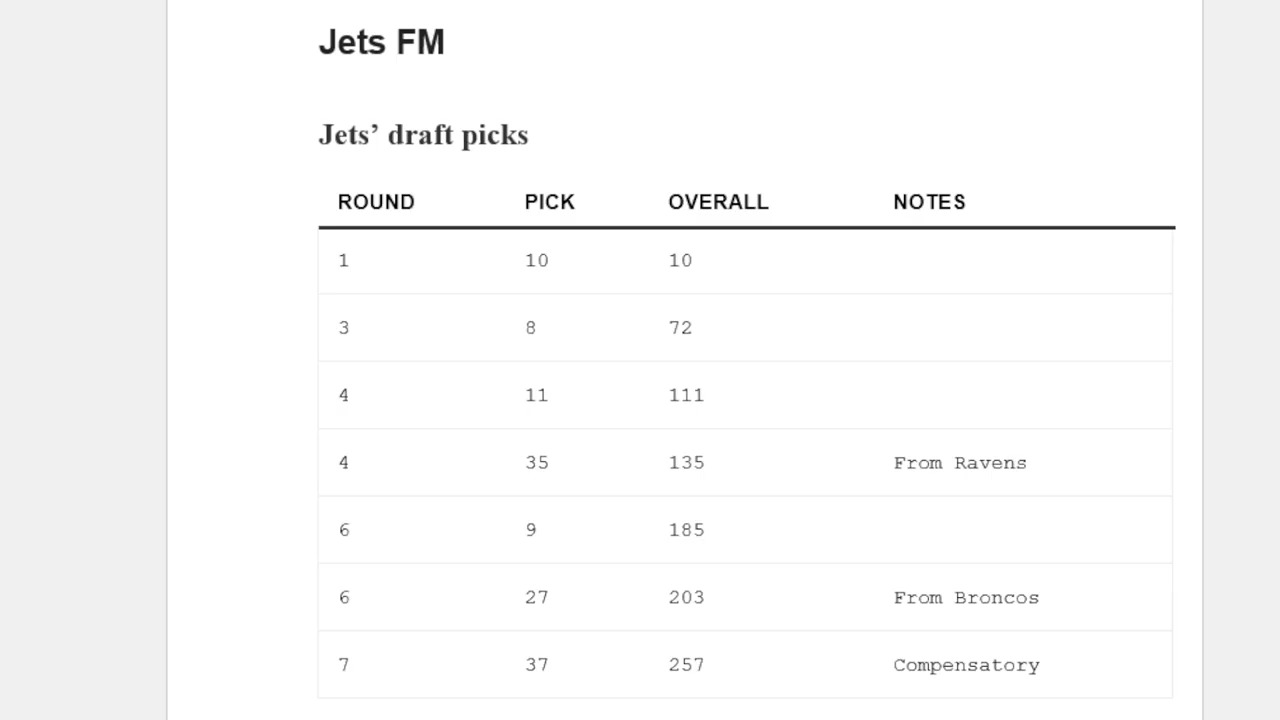 Jets FM
Jets’ draft picks
ROUND PICK OVERALL NOTES
1 10 10
3 8 72
4 11 111
4 35 135 From Ravens
6 9 185
6 27 203 From Broncos
7 37 257 Compensatory